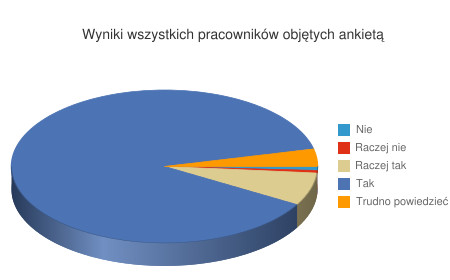 Wyniki wszystkich pracowników objętych ankietą
Nie
Raczej nie
Raczej tak
Tak
Trudno powiedzieć